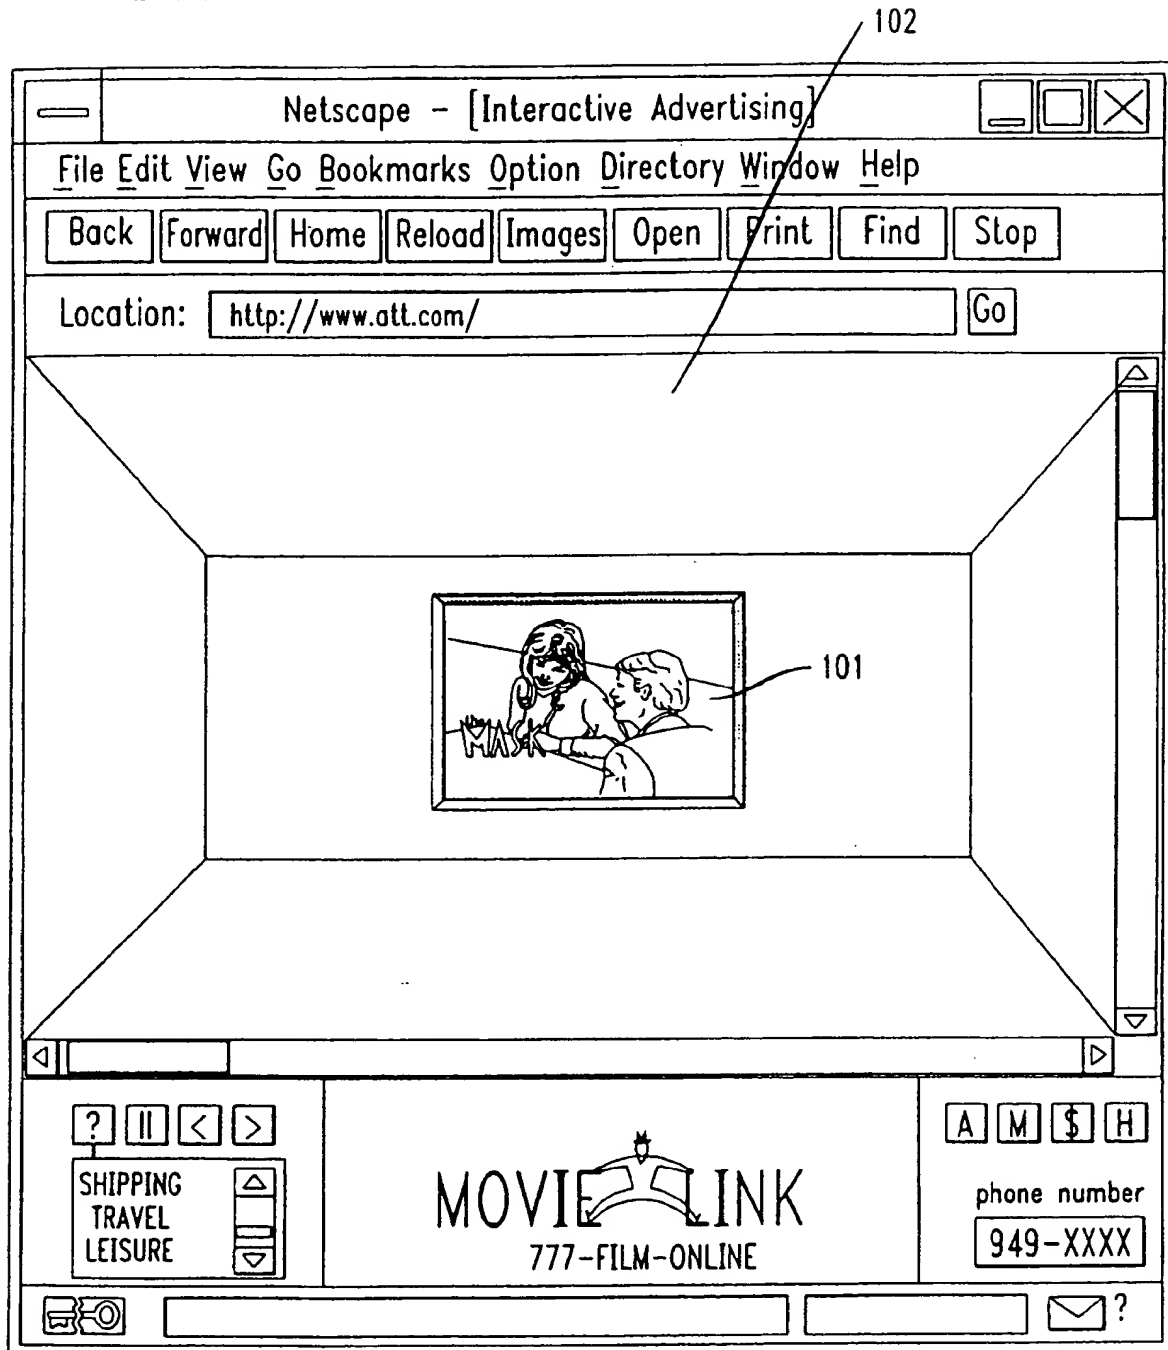 102
Netscape - [Interactive Advertising]
File Edit View Go Bookmarks Option Directory Window Help
Back Forward Home Reload Images Open Print Find Stop
Location: http://www.att.com/ Go
101
MASK
? || < > A M $ H
SHIPPING
TRAVEL
LEISURE
MOVIE LINK
777-FILM-ONLINE
phone number
949-XXXX
?